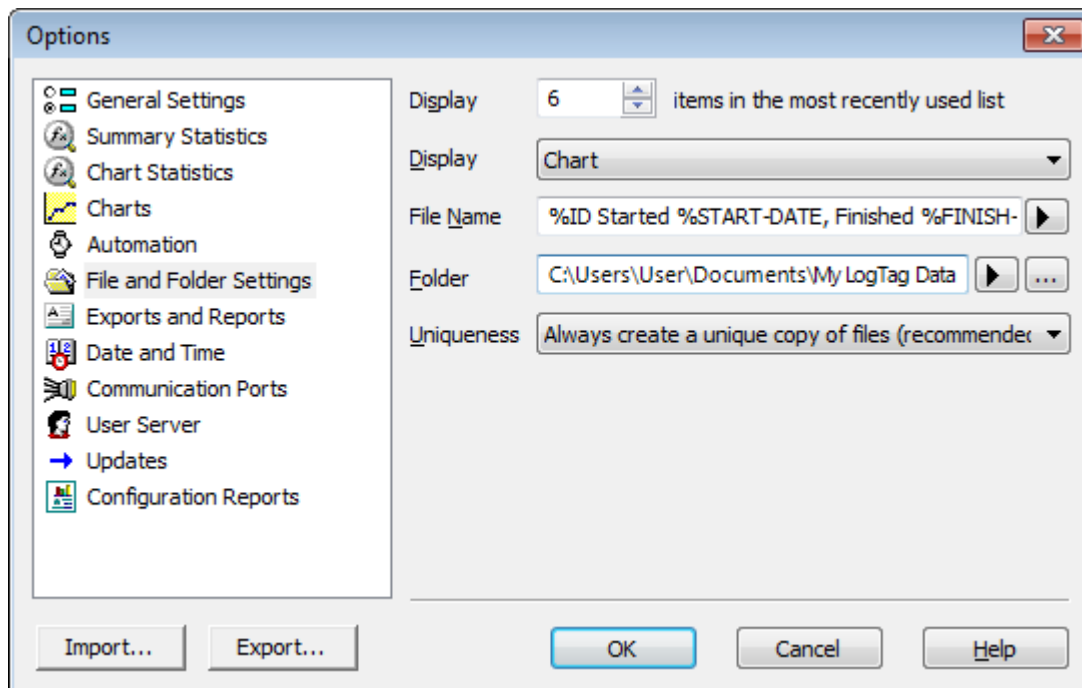 Options
General Settings
Summary Statistics
Chart Statistics
Charts
Automation
File and Folder Settings
Exports and Reports
Date and Time
Communication Ports
User Server
Updates
Configuration Reports
Display 6 items in the most recently used list
Display Chart
File Name %ID Started %START-DATE, Finished %FINISH-
Folder C:\Users\User\Documents\My LogTag Data ...
Uniqueness Always create a unique copy of files (recommended
Import... Export... OK Cancel Help